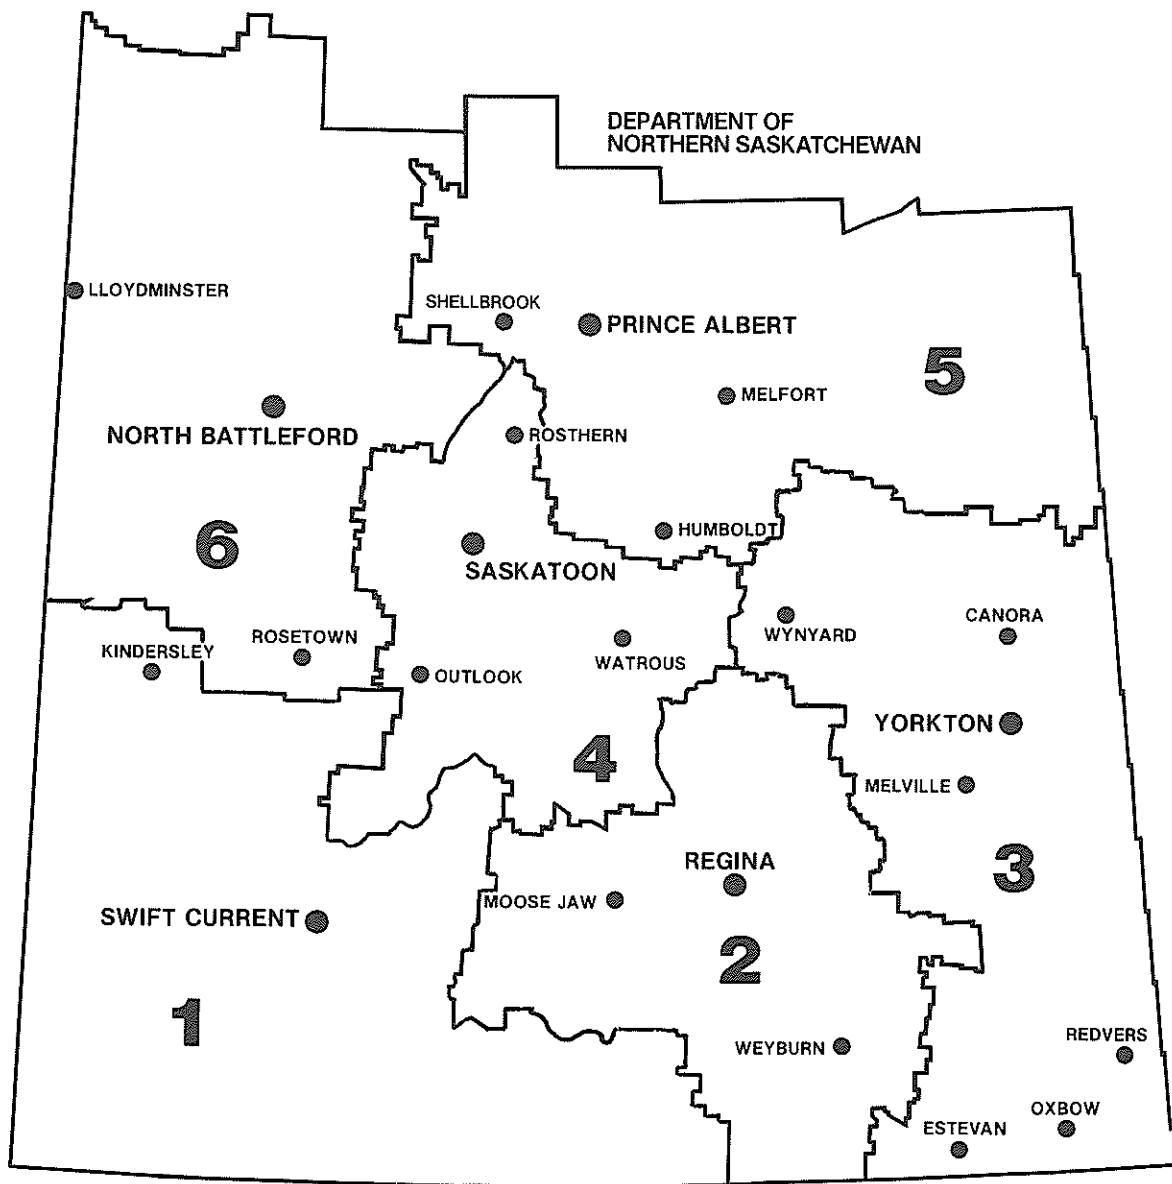 DEPARTMENT OF
NORTHERN SASKATCHEWAN
LLOYDMINSTER
SHELLBROOK
PRINCE ALBERT
5
MELFORT
NORTH BATTLEFORD
ROSTHERN
6
HUMBOLDT
SASKATOON
CANORA
WYNYARD
ROSETOWN
KINDERSLEY
WATROUS
OUTLOOK
YORKTON
4
MELVILLE
REGINA
3
MOOSE JAW
SWIFT CURRENT
2
1
REDVERS
WEYBURN
OXBOW
ESTEVAN